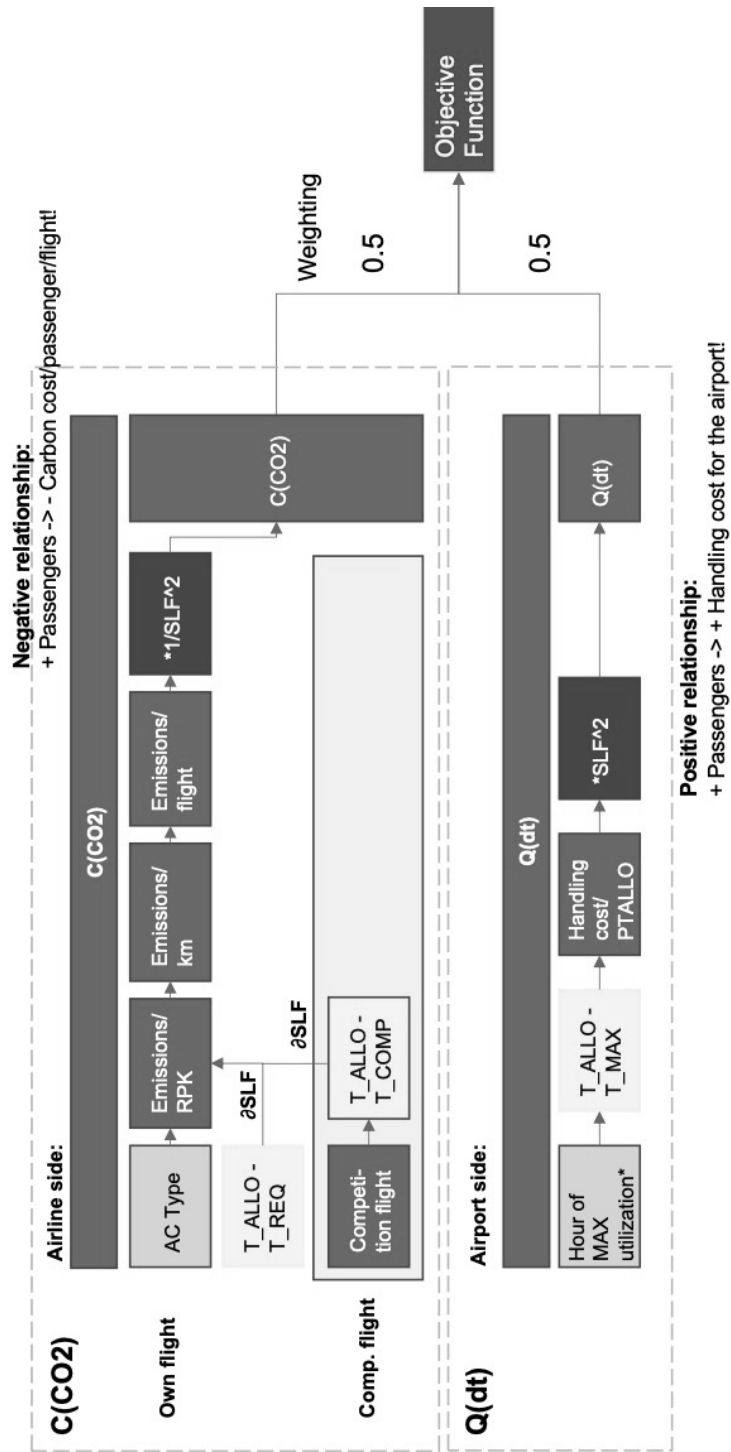 Negative relationship:
+ Passengers -> - Carbon cost/passenger/flight!
C(CO2)
Airline side:
C(CO2)
Own flight
AC Type
Emissions/
RPK
Emissions/
km
Emissions/
flight
*1/SLF^2
C(CO2)
T_ALLO -
T_REQ
∂SLF
∂SLF
Comp. flight
Competi-
tion flight
T_ALLO -
T_COMP
Weighting
0.5
0.5
Objective
Function
Q(dt)
Airport side:
Q(dt)
Hour of
MAX
utilization*
T_ALLO -
T_MAX
Handling
cost/
PTALLO
*SLF^2
Q(dt)
Positive relationship:
+ Passengers -> + Handling cost for the airport!